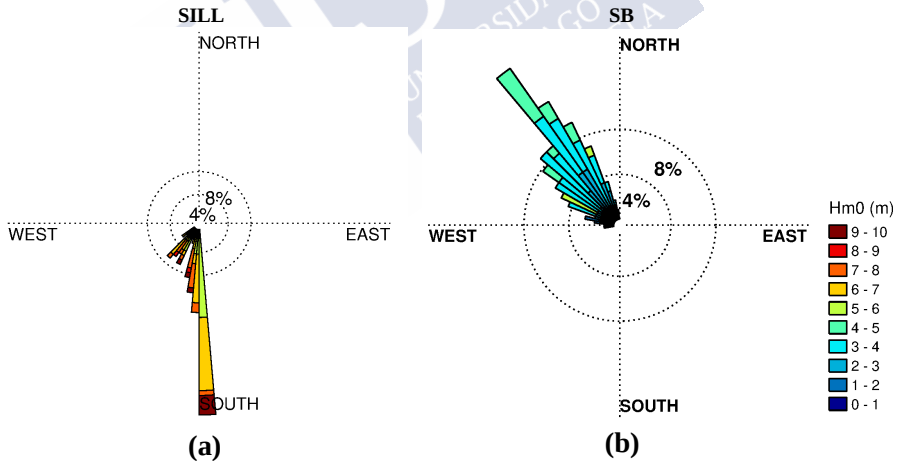 SILL
NORTH
8%
4%
WEST
EAST
SOUTH
(a)
SB
NORTH
8%
4%
WEST
EAST
SOUTH
(b)
Hm0 (m)
9 - 10
8 - 9
7 - 8
6 - 7
5 - 6
4 - 5
3 - 4
2 - 3
1 - 2
0 - 1